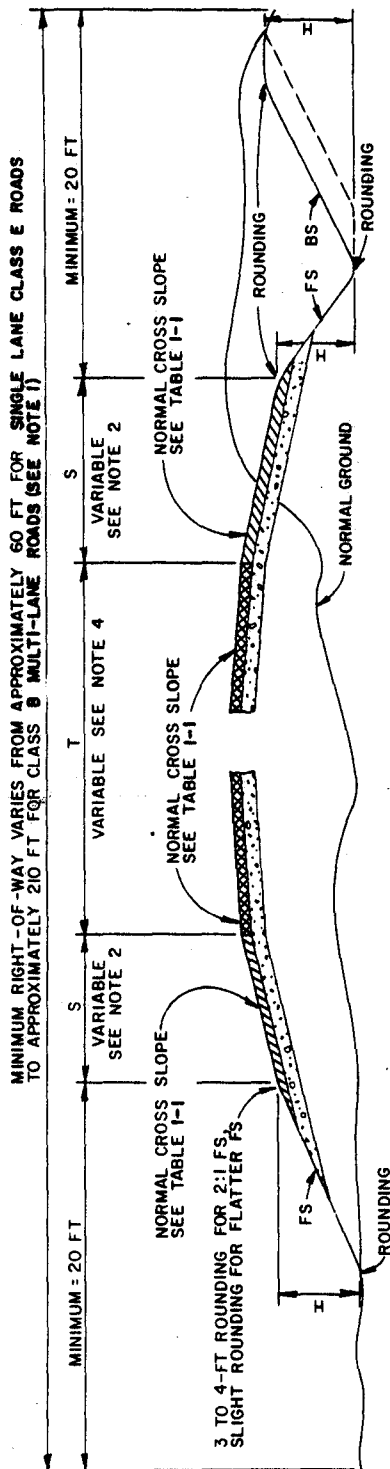 MINIMUM RIGHT-OF-WAY VARIES FROM APPROXIMATELY 60 FT FOR SINGLE LANE CLASS E ROADS
TO APPROXIMATELY 210 FT FOR CLASS B MULTI-LANE ROADS (SEE NOTE 1)
MINIMUM = 20 FT
S
VARIABLE
SEE NOTE 2
T
VARIABLE SEE NOTE 4
S
VARIABLE
SEE NOTE 2
MINIMUM = 20 FT
NORMAL CROSS SLOPE
SEE TABLE 1-1
NORMAL CROSS SLOPE
SEE TABLE 1-1
NORMAL CROSS SLOPE
SEE TABLE 1-1
3 TO 4-FT ROUNDING FOR 2:1 FS,
SLIGHT ROUNDING FOR FLATTER FS
FS
H
ROUNDING
NORMAL GROUND
H
ROUNDING
FS
BS
ROUNDING
H